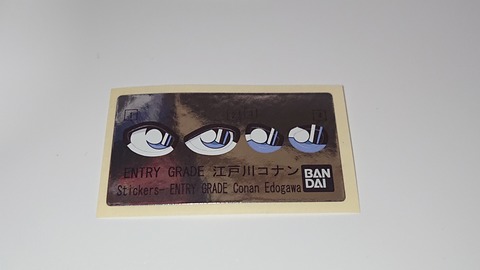 ENTRY GRADE 江戸川コナン
Stickers- ENTRY GRADE Conan Edogawa
BAN
DAI